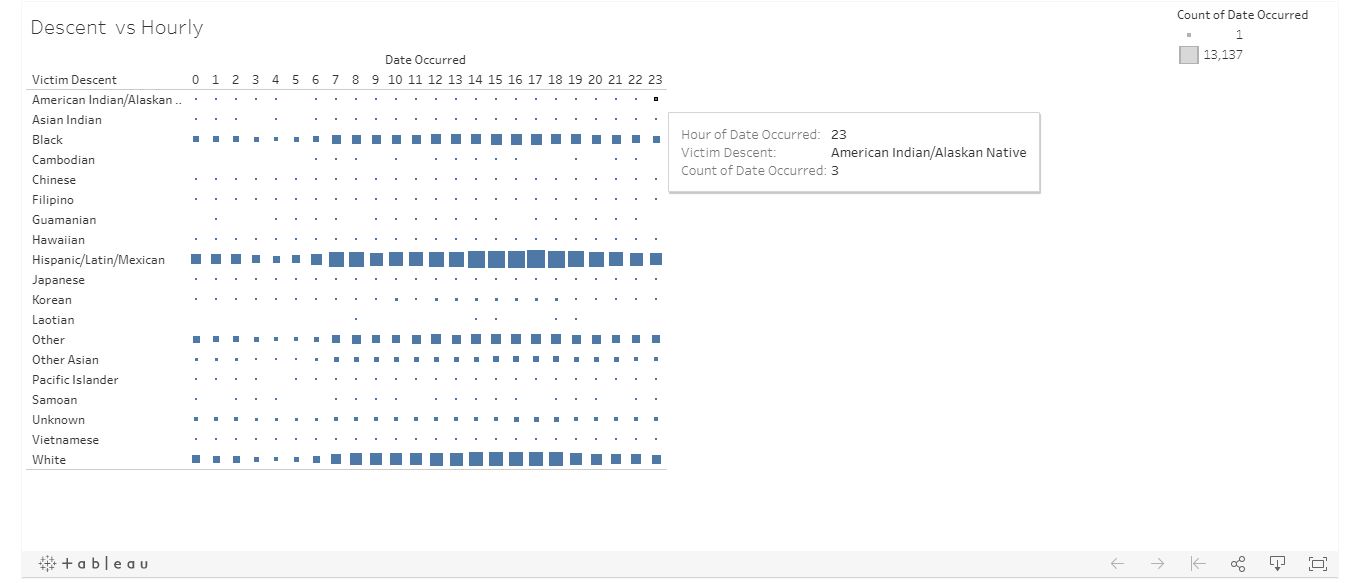 Count of Date Occurred
1
13,137
Descent vs Hourly
Date Occurred
Victim Descent 0 1 2 3 4 5 6 7 8 9 10 11 12 13 14 15 16 17 18 19 20 21 22 23
American Indian/Alaskan ..
Asian Indian
Black
Cambodian
Chinese
Filipino
Guamanian
Hawaiian
Hispanic/Latin/Mexican
Japanese
Korean
Laotian
Other
Other Asian
Pacific Islander
Samoan
Unknown
Vietnamese
White
Hour of Date Occurred: 23
Victim Descent: American Indian/Alaskan Native
Count of Date Occurred: 3
+ableau